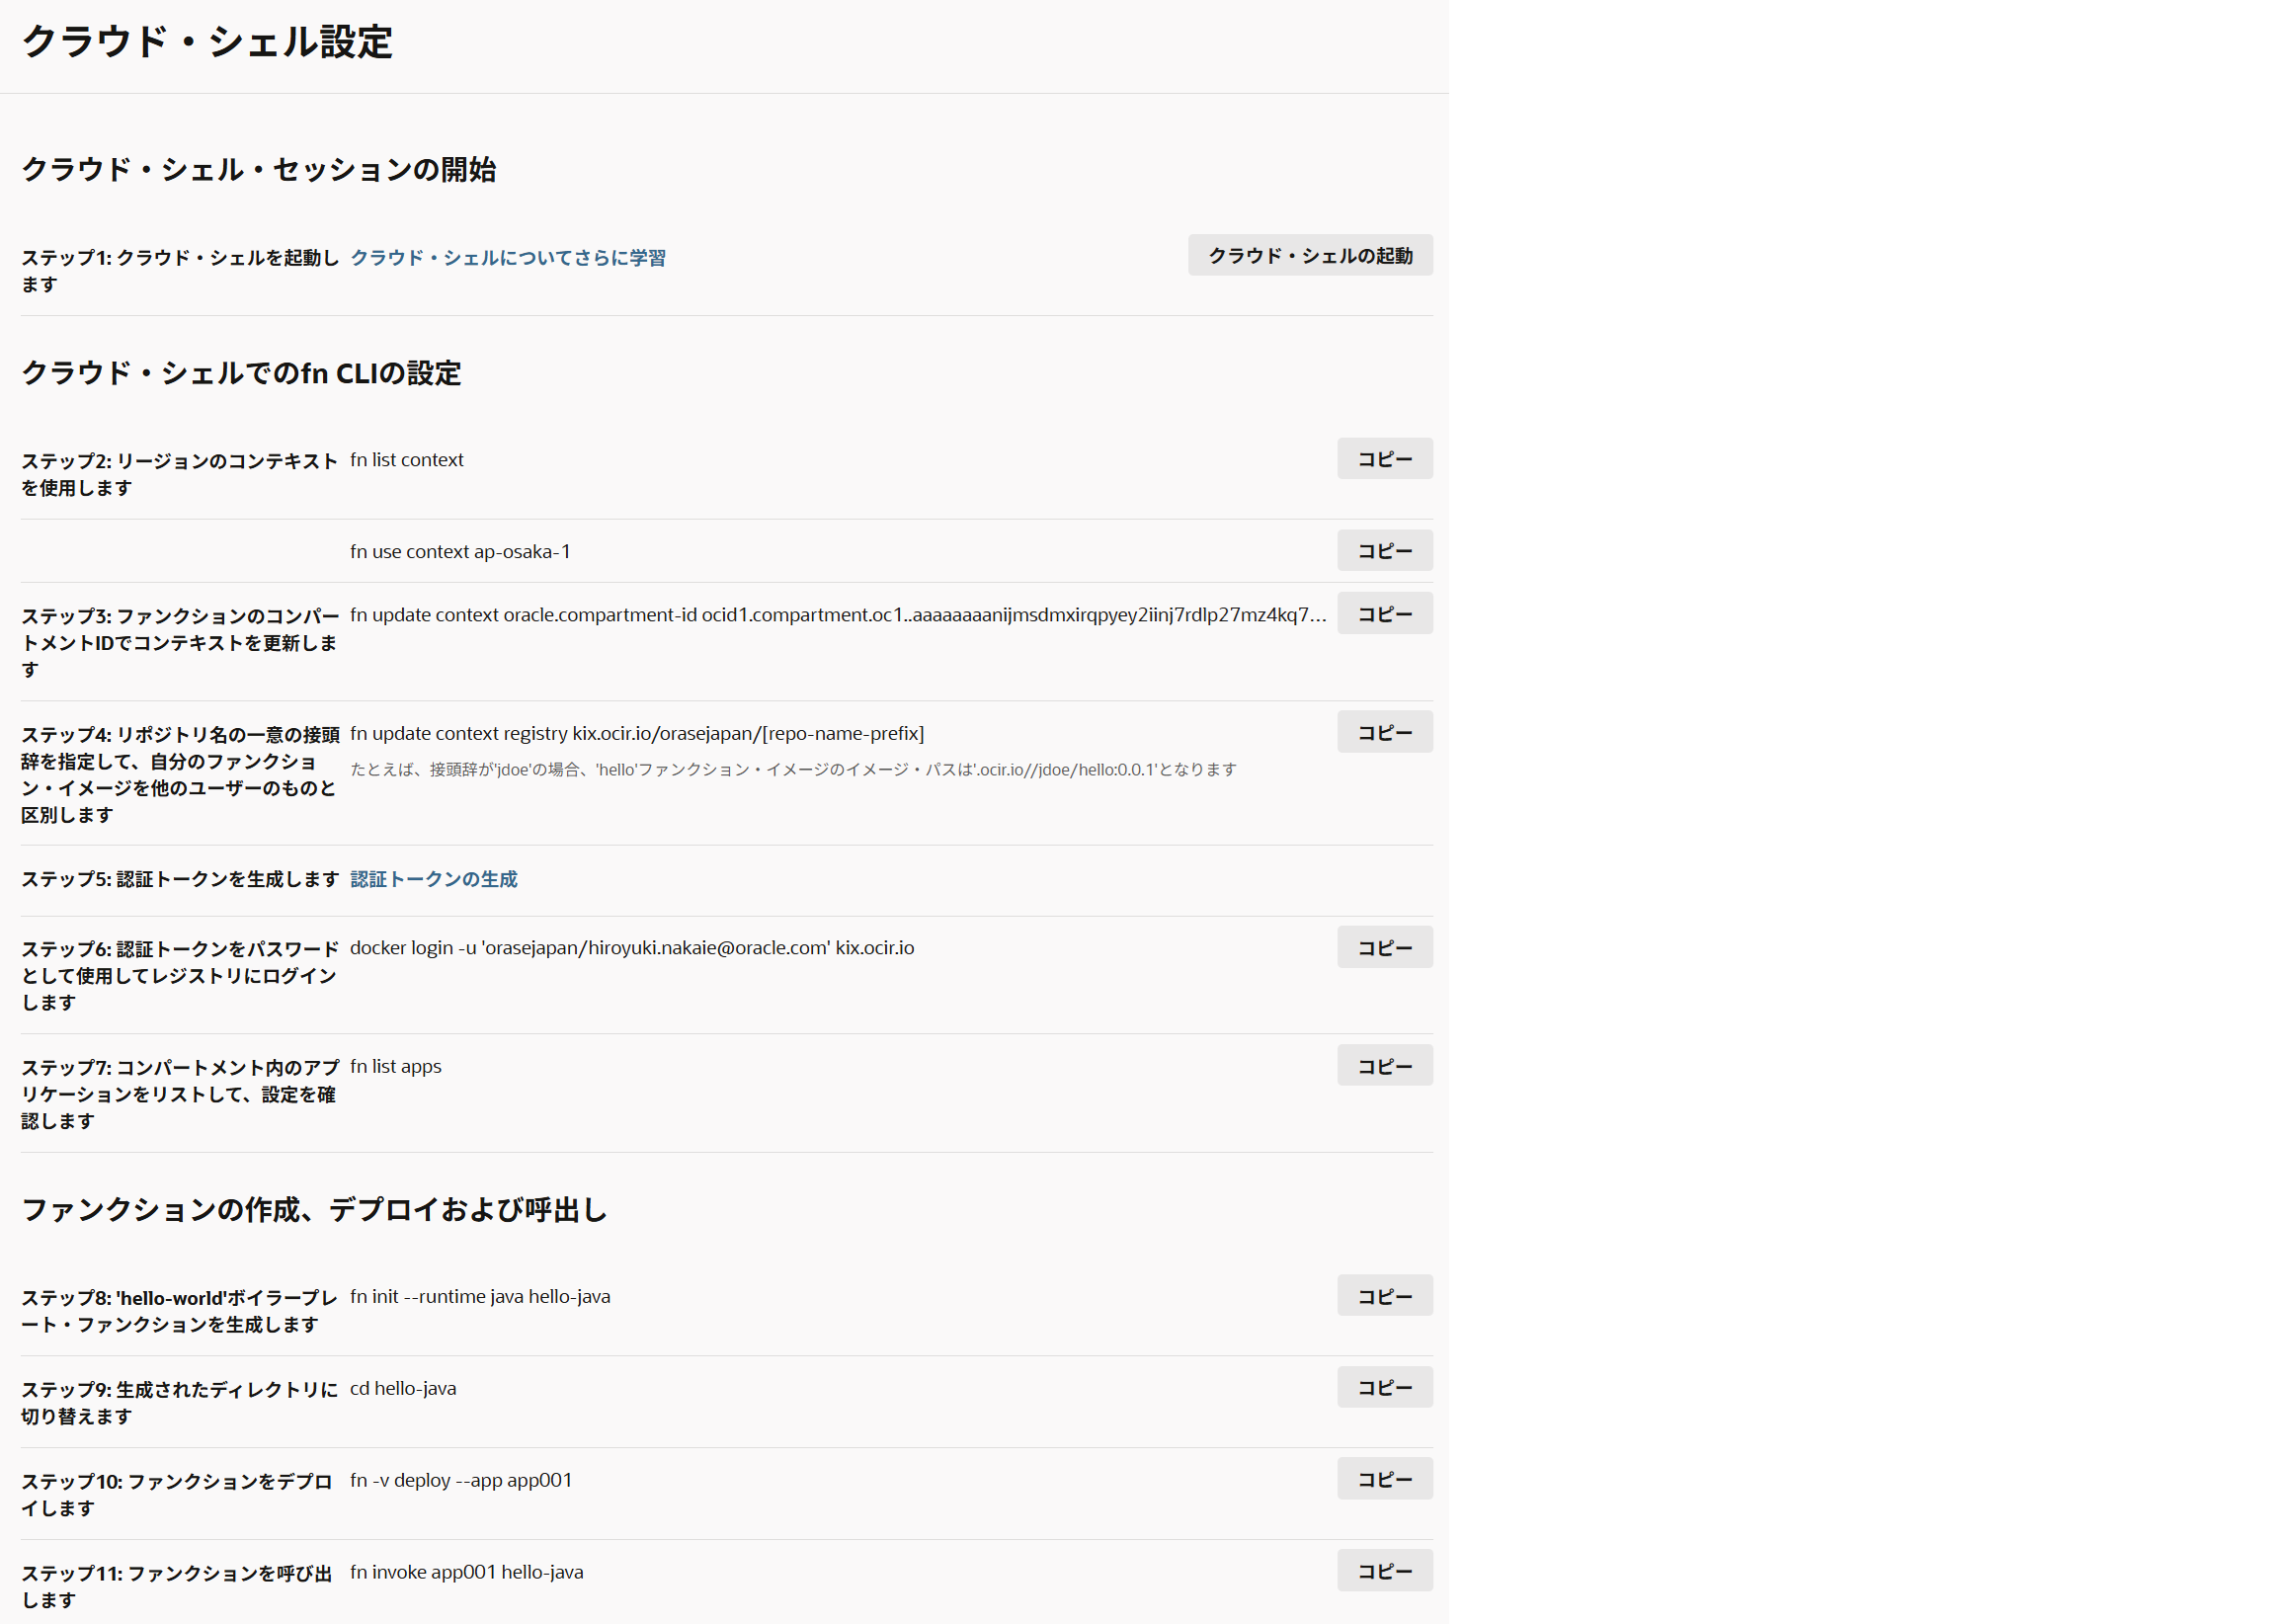 クラウド・シェル設定
クラウド・シェル・セッションの開始
ステップ1: クラウド・シェルを起動し
ます
クラウド・シェルについてさらに学習
クラウド・シェルの起動
クラウド・シェルでのfn CLIの設定
ステップ2: リージョンのコンテキスト
を使用します
fn list context
コピー
fn use context ap-osaka-1
コピー
ステップ3: ファンクションのコンパー
トメントIDでコンテキストを更新しま
す
fn update context oracle.compartment-id ocid1.compartment.oc1..aaaaaaaanijmsdmxirqpyey2iinj7rdlp27mz4kq7...
コピー
ステップ4: リポジトリ名の一意の接頭
辞を指定して、自分のファンクショ
ン・イメージを他のユーザーのものと
区別します
fn update context registry kix.ocir.io/orasejapan/[repo-name-prefix]
たとえば、接頭辞が'jdoe'の場合、'hello'ファンクション・イメージのイメージ・パスは'.ocir.io//jdoe/hello:0.0.1'となります
コピー
ステップ5: 認証トークンを生成します
認証トークンの生成
ステップ6: 認証トークンをパスワード
として使用してレジストリにログイン
します
docker login -u 'orasejapan/hiroyuki.nakaie@oracle.com' kix.ocir.io
コピー
ステップ7: コンパートメント内のアプ
リケーションをリストして、設定を確
認します
fn list apps
コピー
ファンクションの作成、デプロイおよび呼出し
ステップ8: 'hello-world'ボイラープレ
ート・ファンクションを生成します
fn init --runtime java hello-java
コピー
ステップ9: 生成されたディレクトリに
切り替えます
cd hello-java
コピー
ステップ10: ファンクションをデプロ
イします
fn -v deploy --app app001
コピー
ステップ11: ファンクションを呼び出
します
fn invoke app001 hello-java
コピー